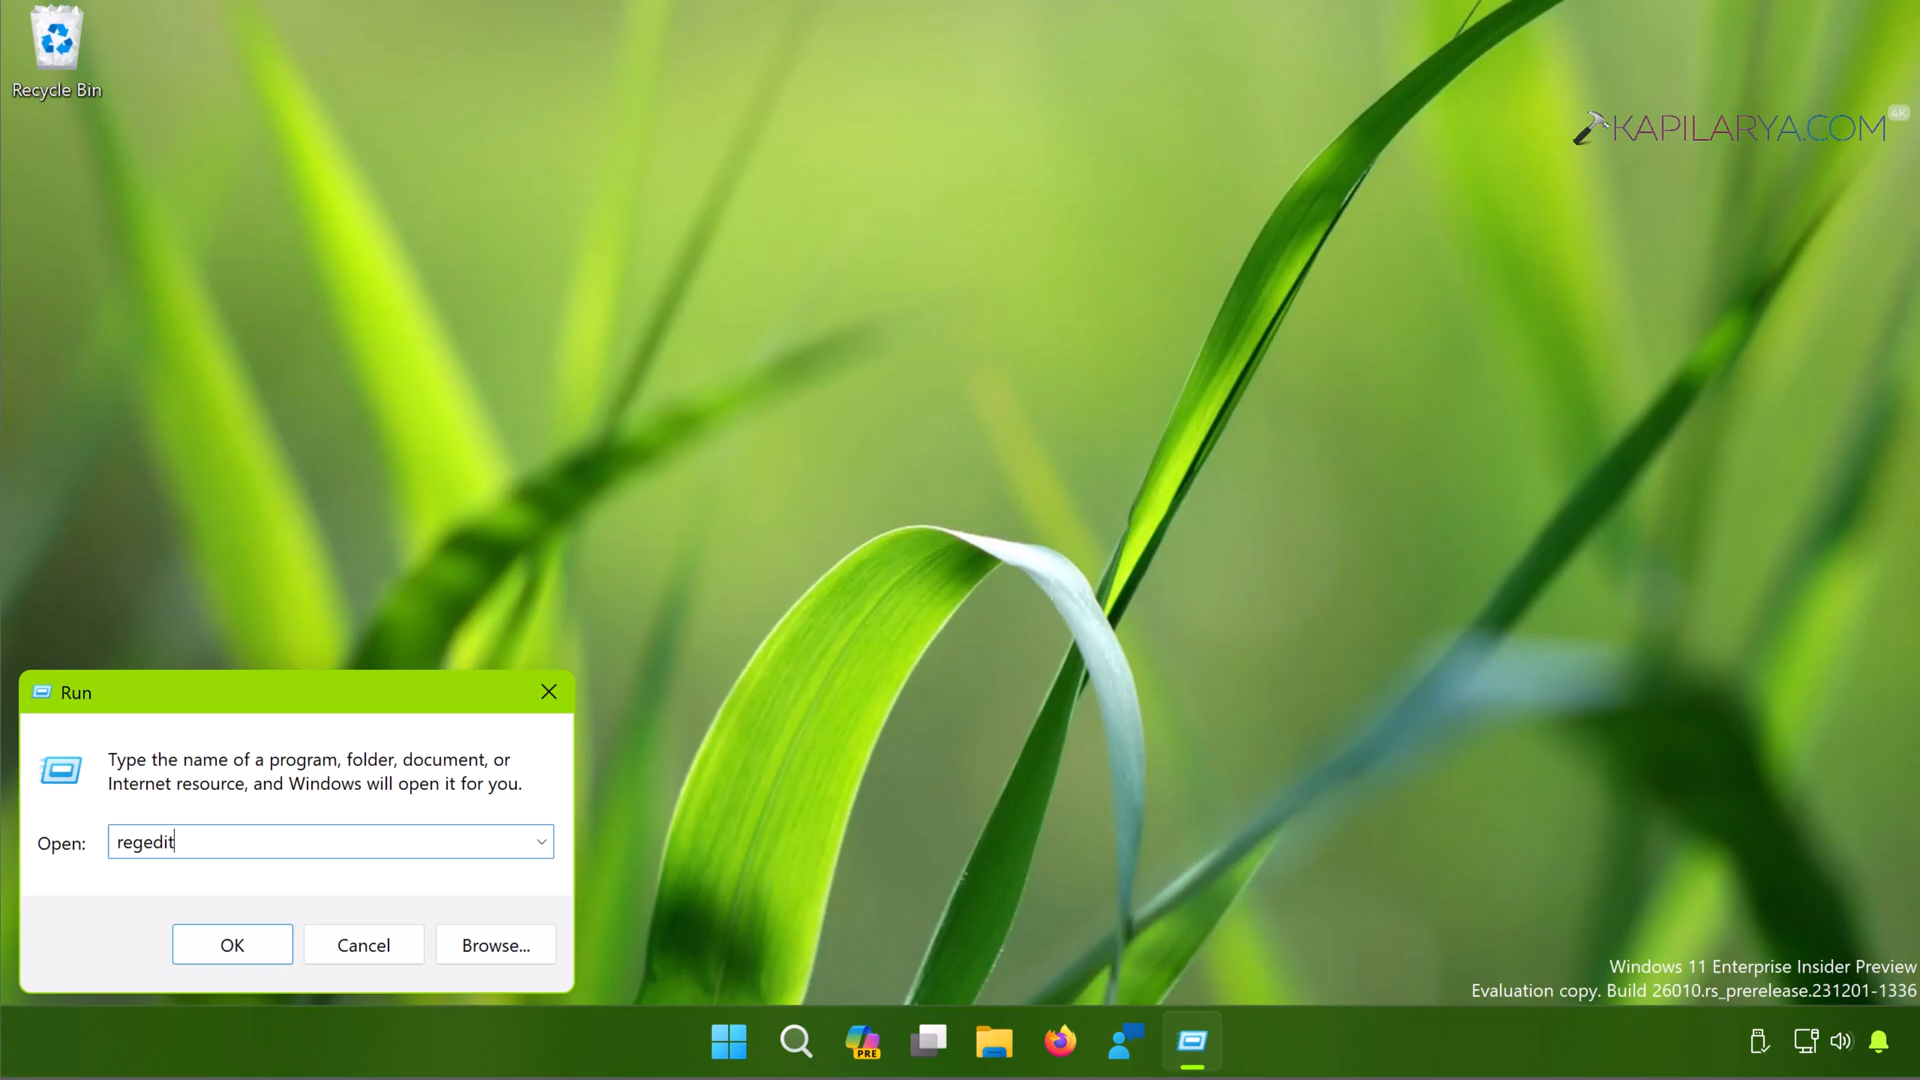 Recycle Bin
KAPILARYA.COM
4K
Run
Type the name of a program, folder, document, or
Internet resource, and Windows will open it for you.
Open: regedit
OK Cancel Browse...
Windows 11 Enterprise Insider Preview
Evaluation copy. Build 26010.rs_prerelease.231201-1336
PRE